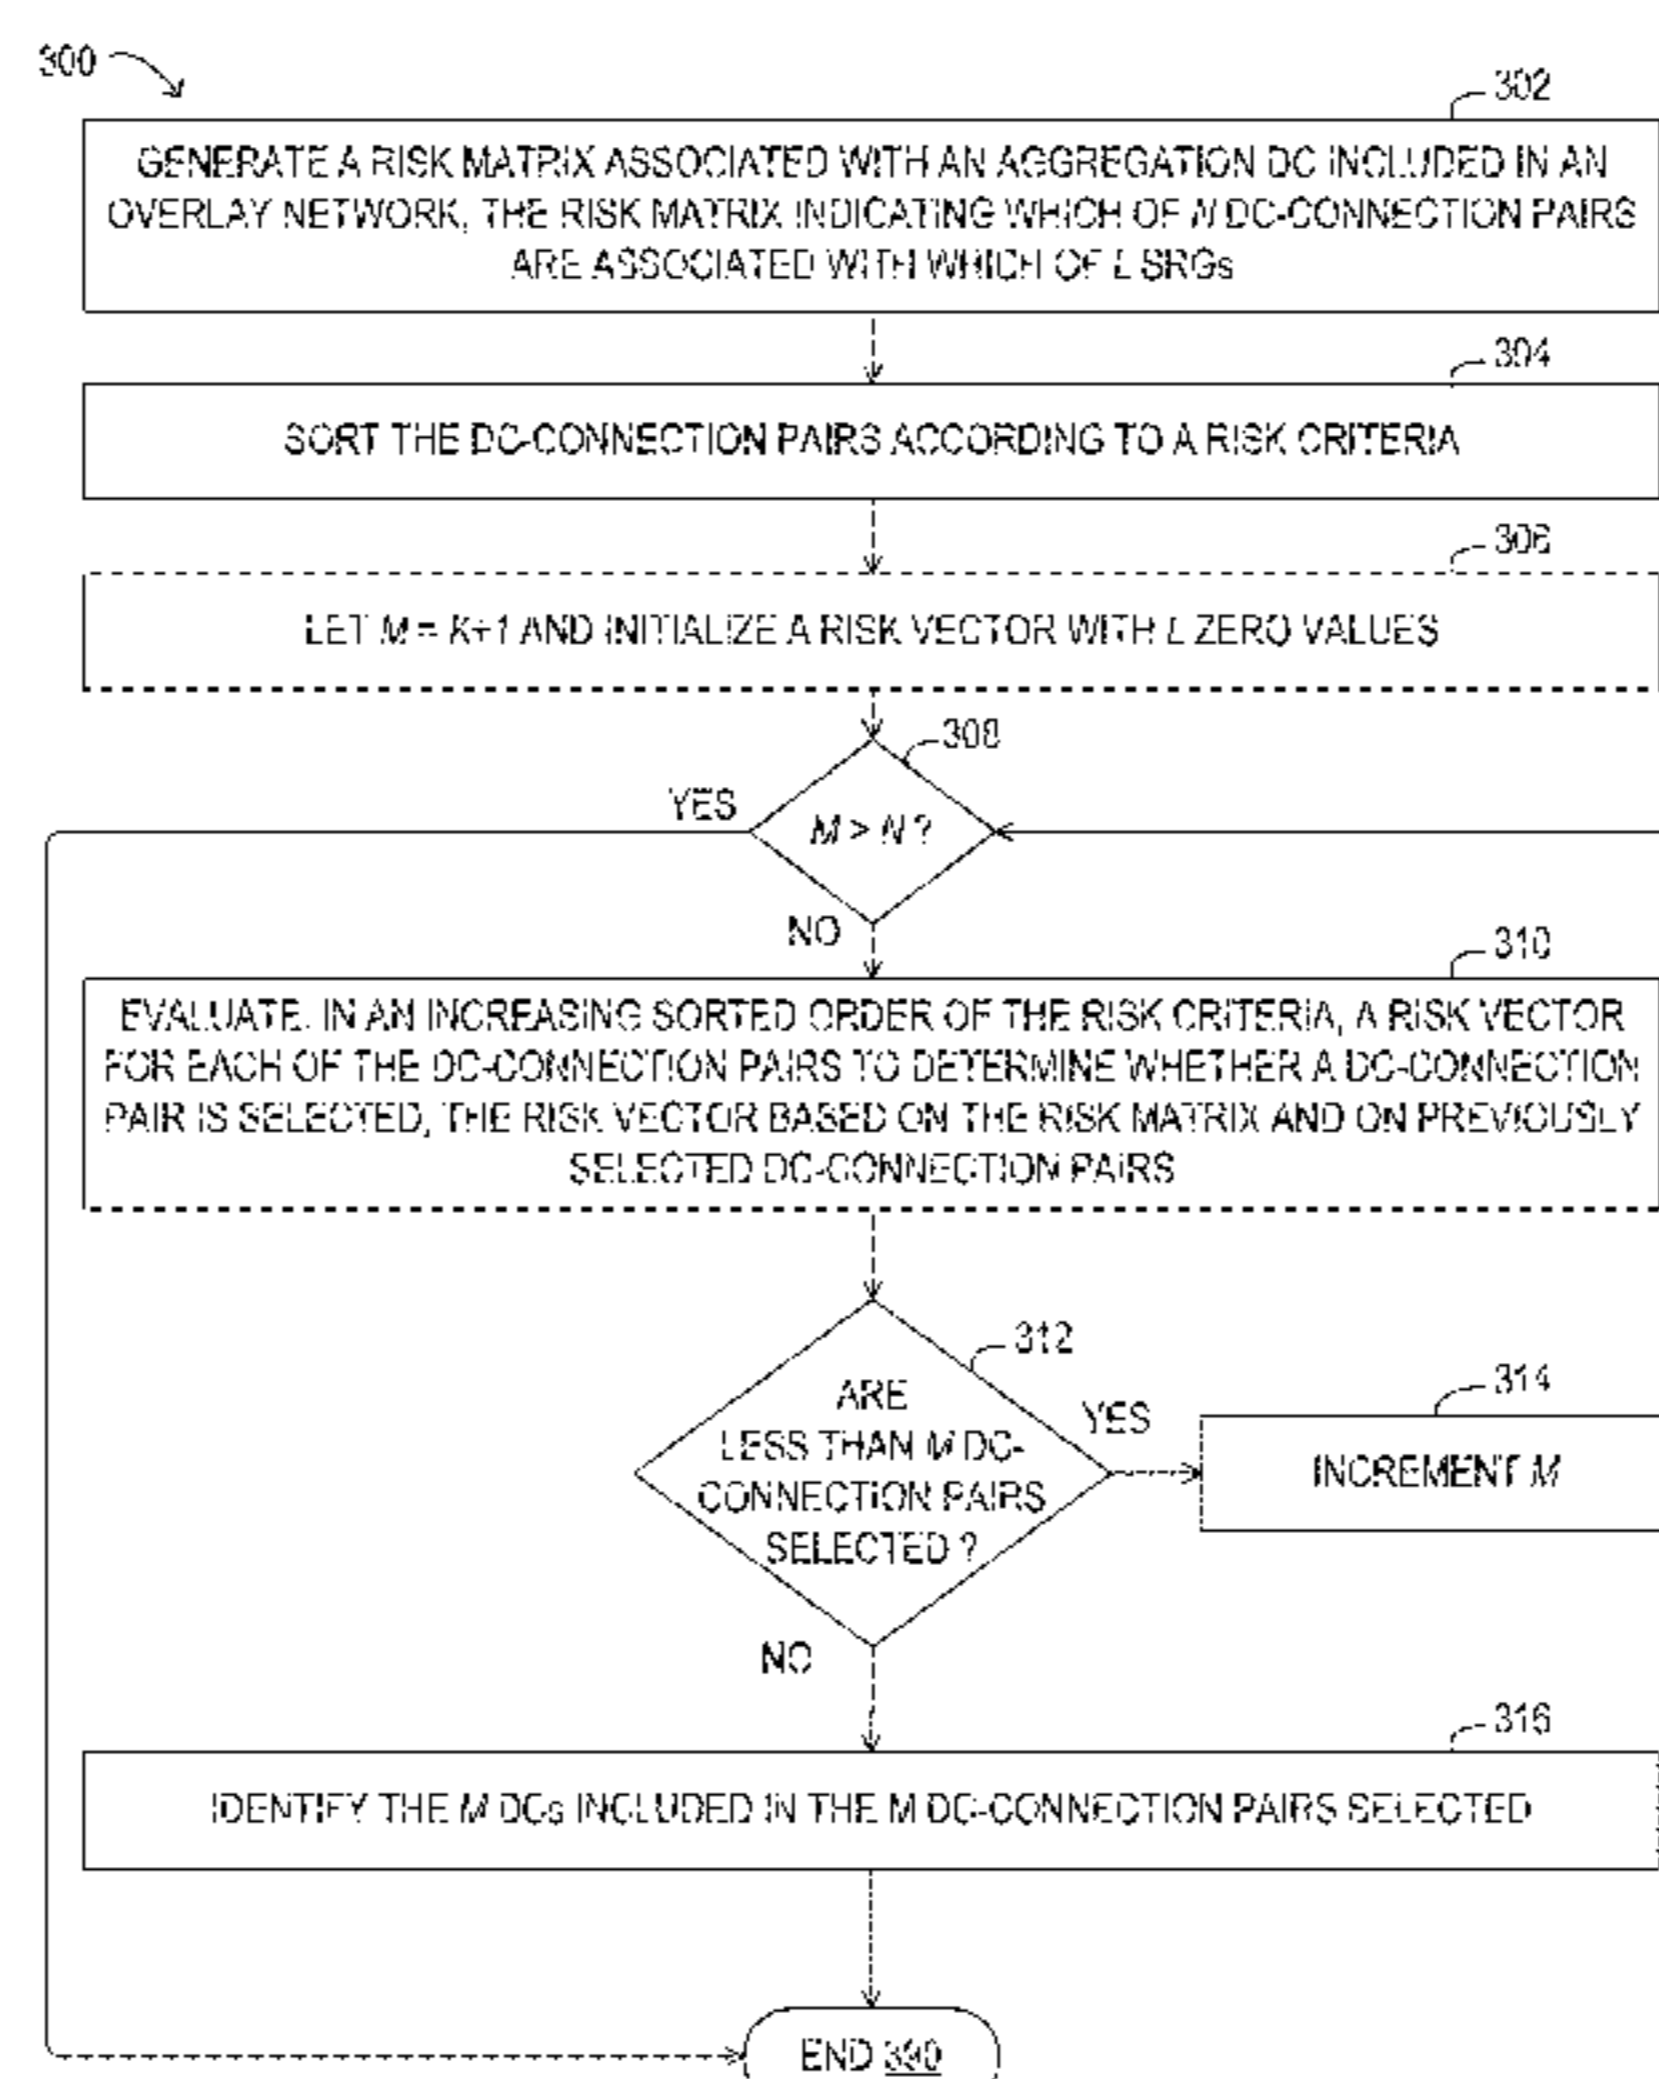 300
302
GENERATE A RISK MATRIX ASSOCIATED WITH AN AGGREGATION DC INCLUDED IN AN
OVERLAY NETWORK, THE RISK MATRIX INDICATING WHICH OF N DC-CONNECTION PAIRS
ARE ASSOCIATED WITH WHICH OF L SRGs
304
SORT THE DC-CONNECTION PAIRS ACCORDING TO A RISK CRITERIA
306
LET M = K+1 AND INITIALIZE A RISK VECTOR WITH L ZERO VALUES
308
YES
M > N ?
NO
310
EVALUATE, IN AN INCREASING SORTED ORDER OF THE RISK CRITERIA, A RISK VECTOR
FOR EACH OF THE DC-CONNECTION PAIRS TO DETERMINE WHETHER A DC-CONNECTION
PAIR IS SELECTED, THE RISK VECTOR BASED ON THE RISK MATRIX AND ON PREVIOUSLY
SELECTED DC-CONNECTION PAIRS
312
ARE
LESS THAN M DC-
CONNECTION PAIRS
SELECTED ?
YES
314
INCREMENT M
NO
316
IDENTIFY THE M DCs INCLUDED IN THE M DC-CONNECTION PAIRS SELECTED
END 390